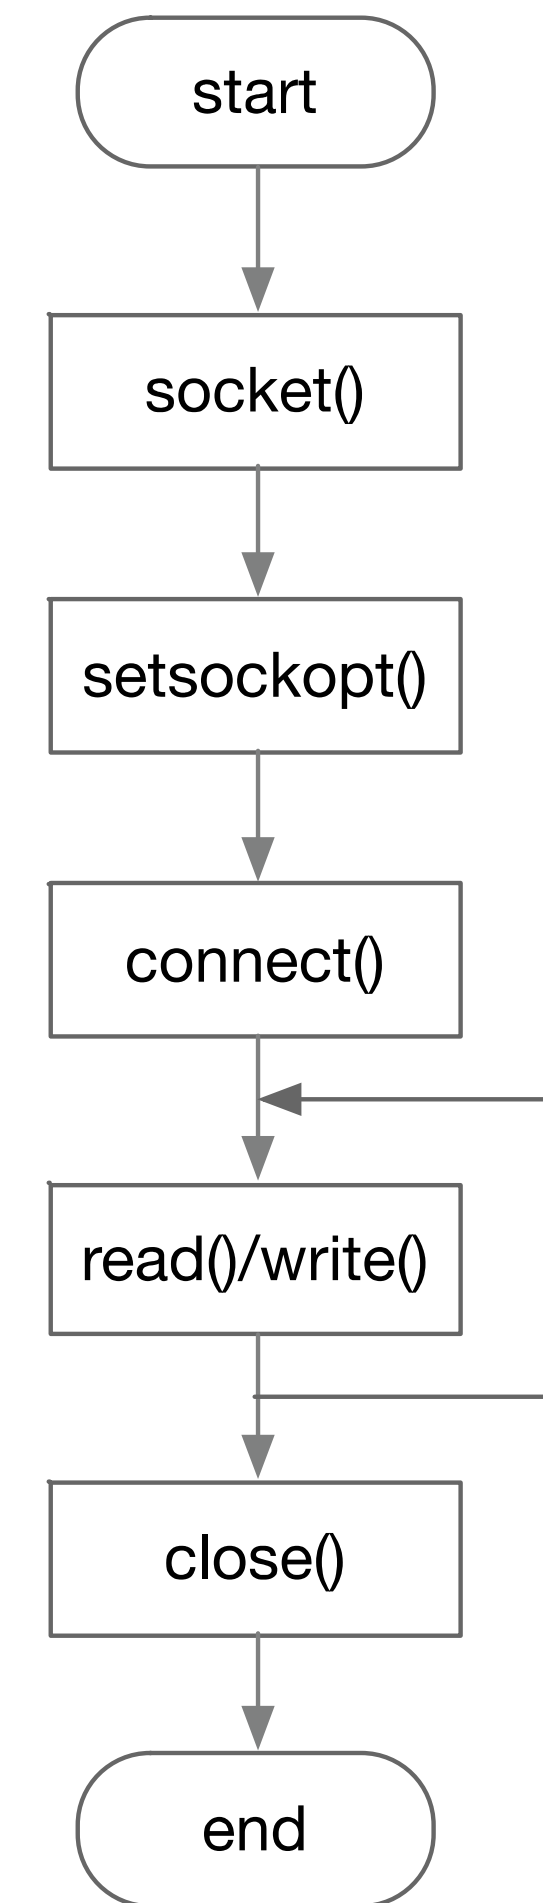 start
socket()
setsockopt()
connect()
read()/write()
close()
end